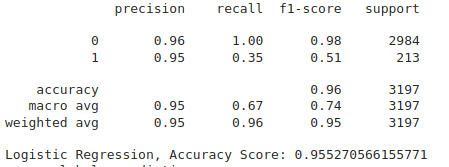 precision recall f1-score support
0 0.96 1.00 0.98 2984
1 0.95 0.35 0.51 213
accuracy 0.96 3197
macro avg 0.95 0.67 0.74 3197
weighted avg 0.95 0.96 0.95 3197
Logistic Regression, Accuracy Score: 0.955270566155771